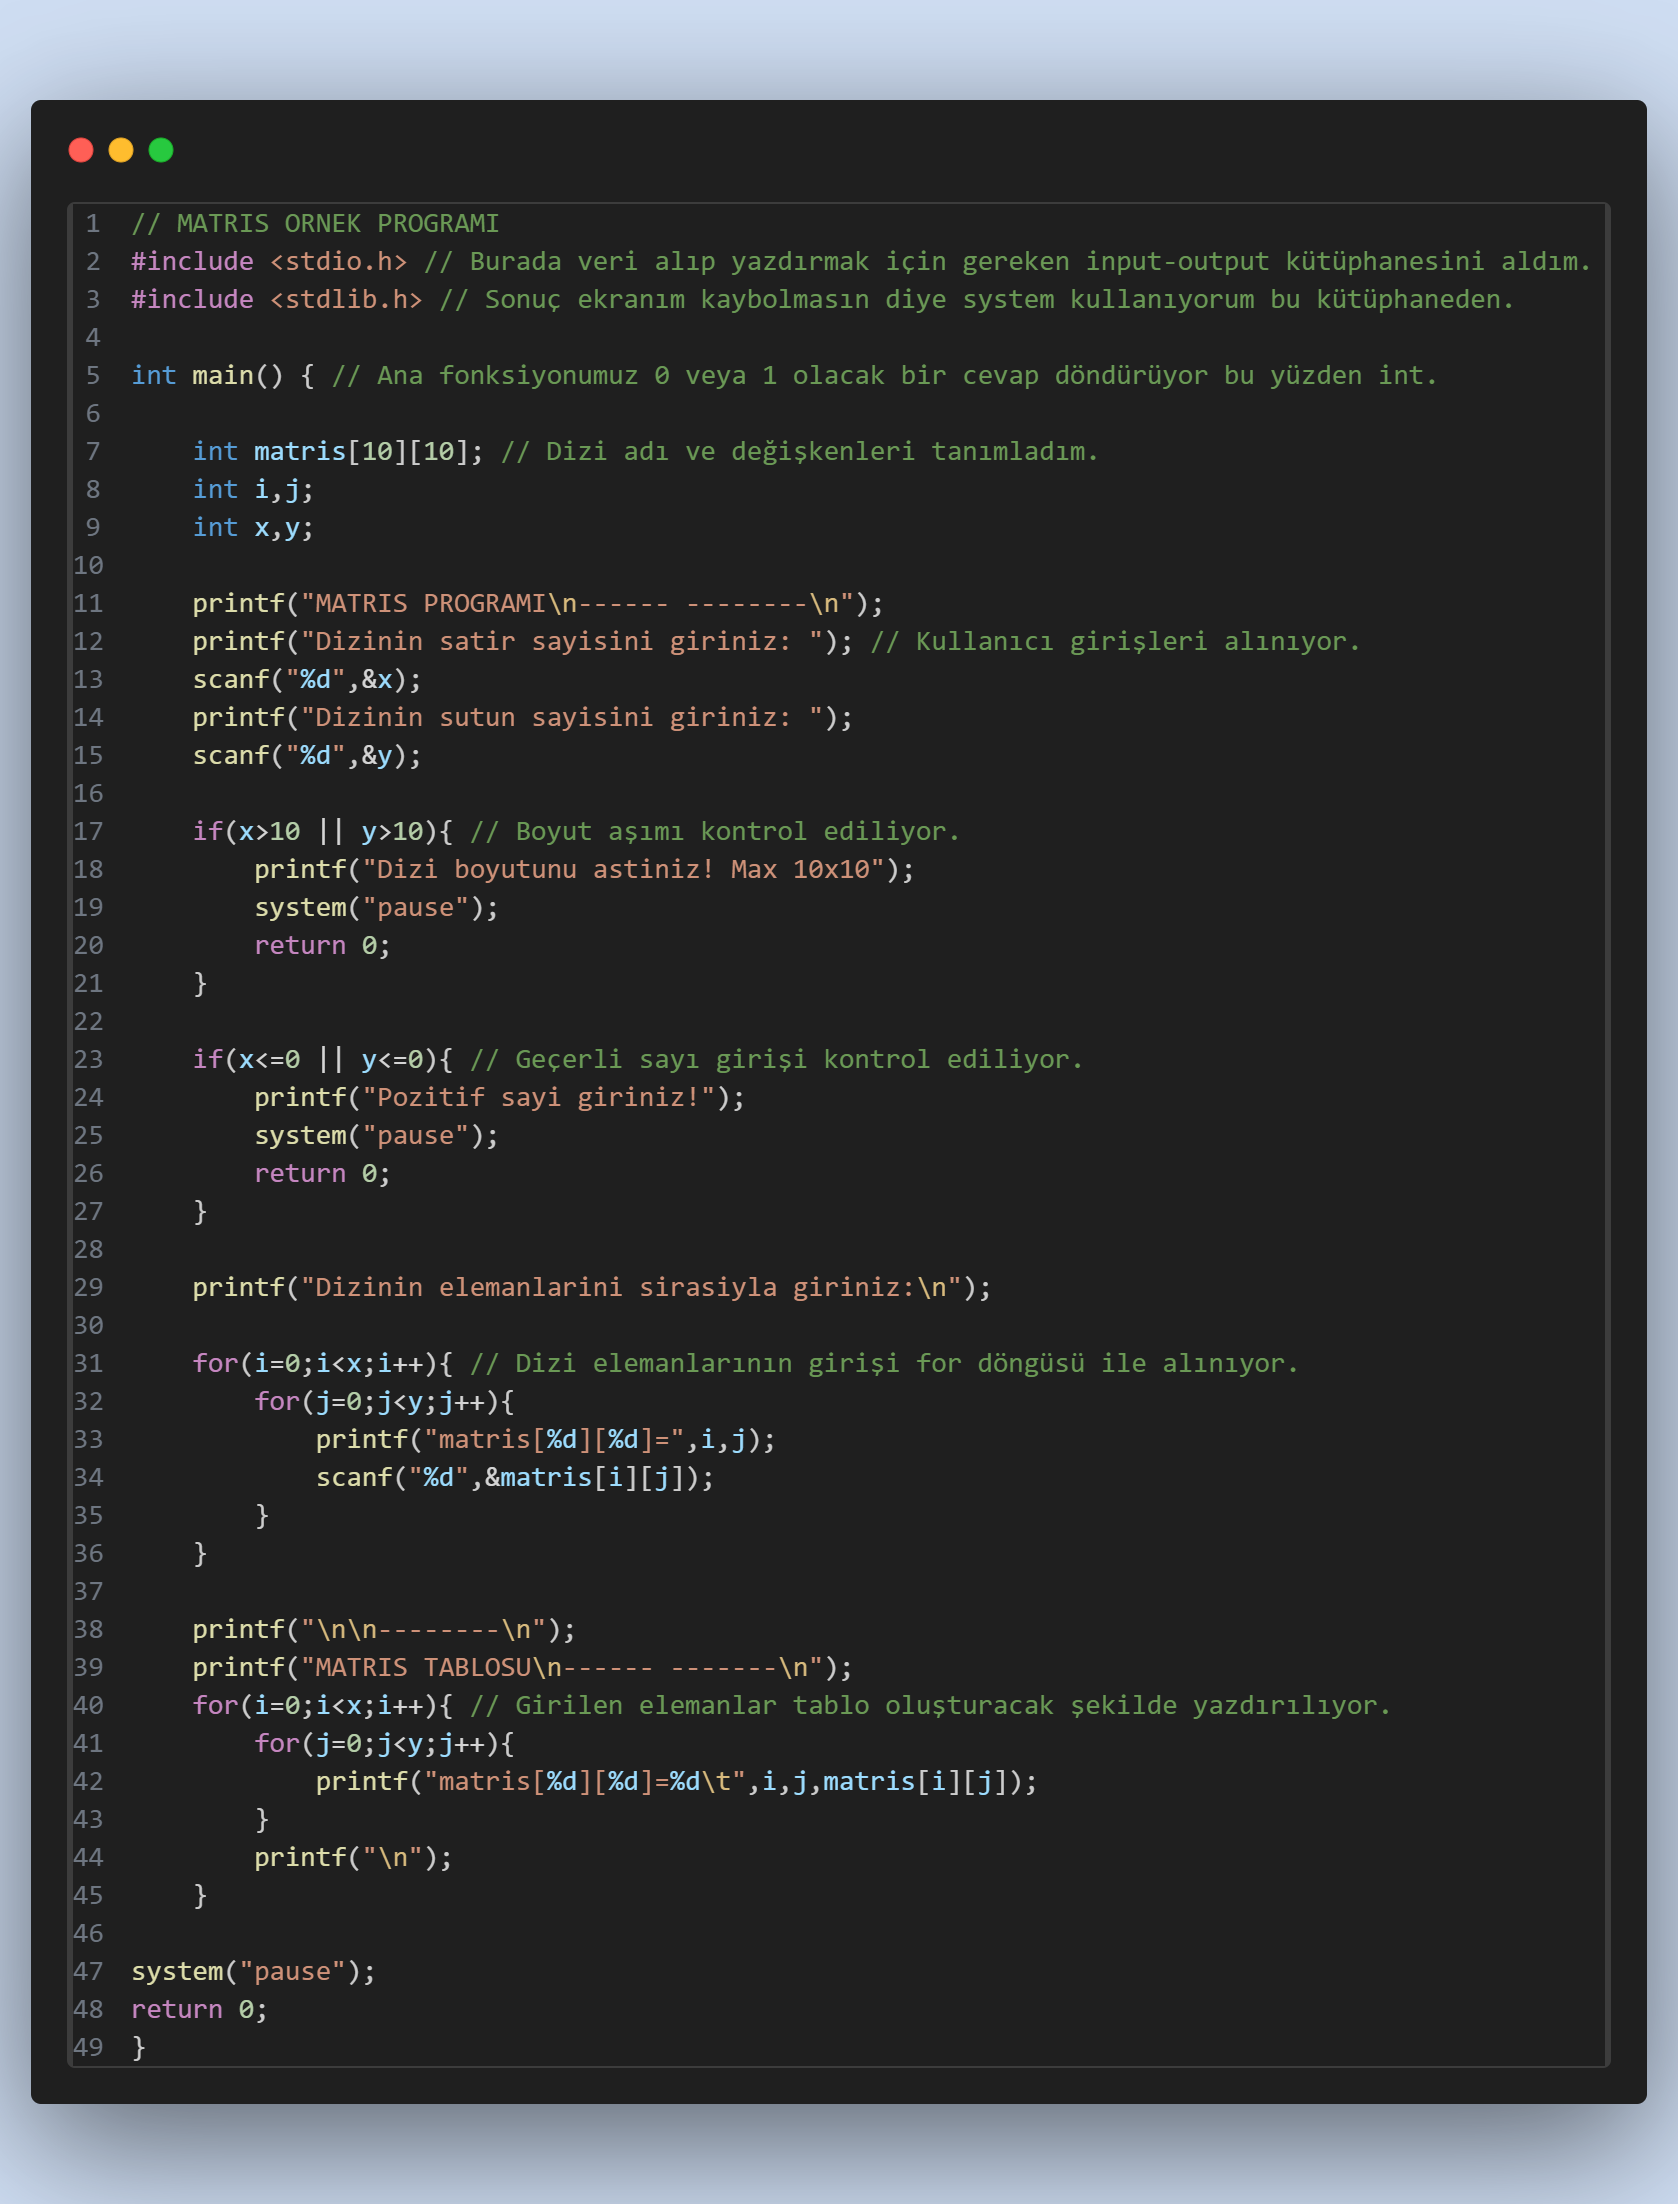 1 // MATRIS ORNEK PROGRAMI
2 #include <stdio.h> // Burada veri alıp yazdırmak için gereken input-output kütüphanesini aldım.
3 #include <stdlib.h> // Sonuç ekranım kaybolmasın diye system kullanıyorum bu kütüphaneden.
4
5 int main() { // Ana fonksiyonumuz 0 veya 1 olacak bir cevap döndürüyor bu yüzden int.
6
7     int matris[10][10]; // Dizi adı ve değişkenleri tanımladım.
8     int i,j;
9     int x,y;
10
11     printf("MATRIS PROGRAMI\n------ --------\n");
12     printf("Dizinin satir sayisini giriniz: "); // Kullanıcı girişleri alınıyor.
13     scanf("%d",&x);
14     printf("Dizinin sutun sayisini giriniz: ");
15     scanf("%d",&y);
16
17     if(x>10 || y>10){ // Boyut aşımı kontrol ediliyor.
18         printf("Dizi boyutunu astiniz! Max 10x10");
19         system("pause");
20         return 0;
21     }
22
23     if(x<=0 || y<=0){ // Geçerli sayı girişi kontrol ediliyor.
24         printf("Pozitif sayi giriniz!");
25         system("pause");
26         return 0;
27     }
28
29     printf("Dizinin elemanlarini sirasiyla giriniz:\n");
30
31     for(i=0;i<x;i++){ // Dizi elemanlarının girişi for döngüsü ile alınıyor.
32         for(j=0;j<y;j++){
33             printf("matris[%d][%d]=",i,j);
34             scanf("%d",&matris[i][j]);
35         }
36     }
37
38     printf("\n\n--------\n");
39     printf("MATRIS TABLOSU\n------ -------\n");
40     for(i=0;i<x;i++){ // Girilen elemanlar tablo oluşturacak şekilde yazdırılıyor.
41         for(j=0;j<y;j++){
42             printf("matris[%d][%d]=%d\t",i,j,matris[i][j]);
43         }
44         printf("\n");
45     }
46
47 system("pause");
48 return 0;
49 }